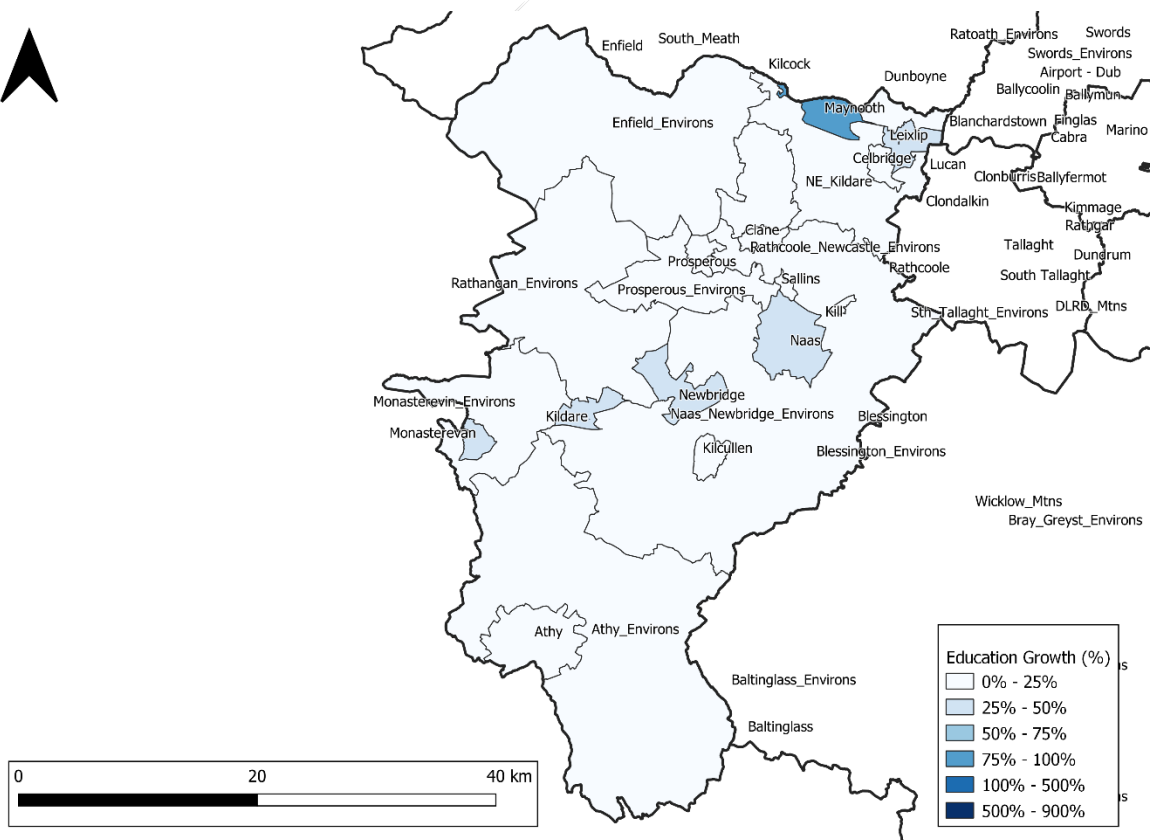 Swords
Ratoath_Environs
South_Meath
Enfield
Swords_Environs
Kilcock
Airport - Dub
Dunboyne
Ballycoolin
Ballymun
Maynooth
Enfield_Environs
Blanchardstown
Finglas
Marino
Leixlip
Cabra
Celbridge
Lucan
NE_Kildare
Clonburris
Ballyfermot
Clondalkin
Kimmage
Rathgar
Clane
Tallaght
Rathcoole_Newcastle_Environs
Dundrum
Prosperous
Rathcoole
South Tallaght
Sallins
Rathangan_Environs
Prosperous_Environs
DLRD_Mtns
Kill
Sth_Tallaght_Environs
Naas
Newbridge
Monasterevin_Environs
Naas_Newbridge_Environs
Kildare
Blessington
Monasterevan
Kilcullen
Blessington_Environs
Wicklow_Mtns
Bray_Greyst_Environs
Athy
Athy_Environs
Baltinglass_Environs
Baltinglass
Education Growth (%)
0% - 25%
25% - 50%
50% - 75%
75% - 100%
100% - 500%
500% - 900%
0 20 40 km